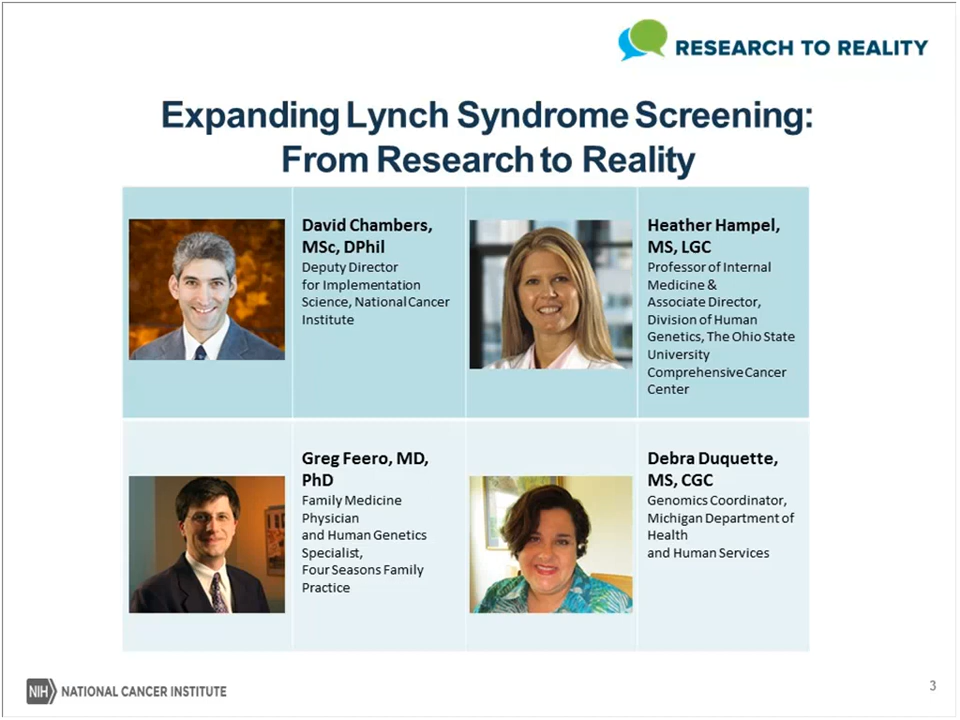 RESEARCH TO REALITY
Expanding Lynch Syndrome Screening:
From Research to Reality
David Chambers,
MSc, DPhil
Deputy Director
for Implementation
Science, National Cancer
Institute
Heather Hampel,
MS, LGC
Professor of Internal
Medicine &
Associate Director,
Division of Human
Genetics, The Ohio State
University
Comprehensive Cancer
Center
Greg Feero, MD,
PhD
Family Medicine
Physician
and Human Genetics
Specialist,
Four Seasons Family
Practice
Debra Duquette,
MS, CGC
Genomics Coordinator,
Michigan Department of
Health
and Human Services
NIH NATIONAL CANCER INSTITUTE
3